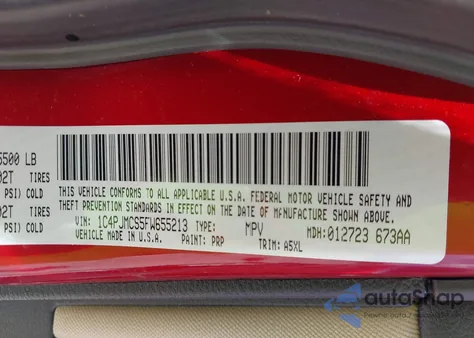 5500 LB
02T TIRES
PSI) COLD
02T TIRES
PSI) COLD
THIS VEHICLE CONFORMS TO ALL APPLICABLE U.S.A. FEDERAL MOTOR VEHICLE SAFETY AND
THEFT PREVENTION STANDARDS IN EFFECT ON THE DATE OF MANUFACTURE SHOWN ABOVE.
VIN: 1C4PJMCS5FW655213 TYPE: MPV MDH: 012723 673AA
VEHICLE MADE IN U.S.A. PAINT: PRP TRIM: A5XL
autoSnap